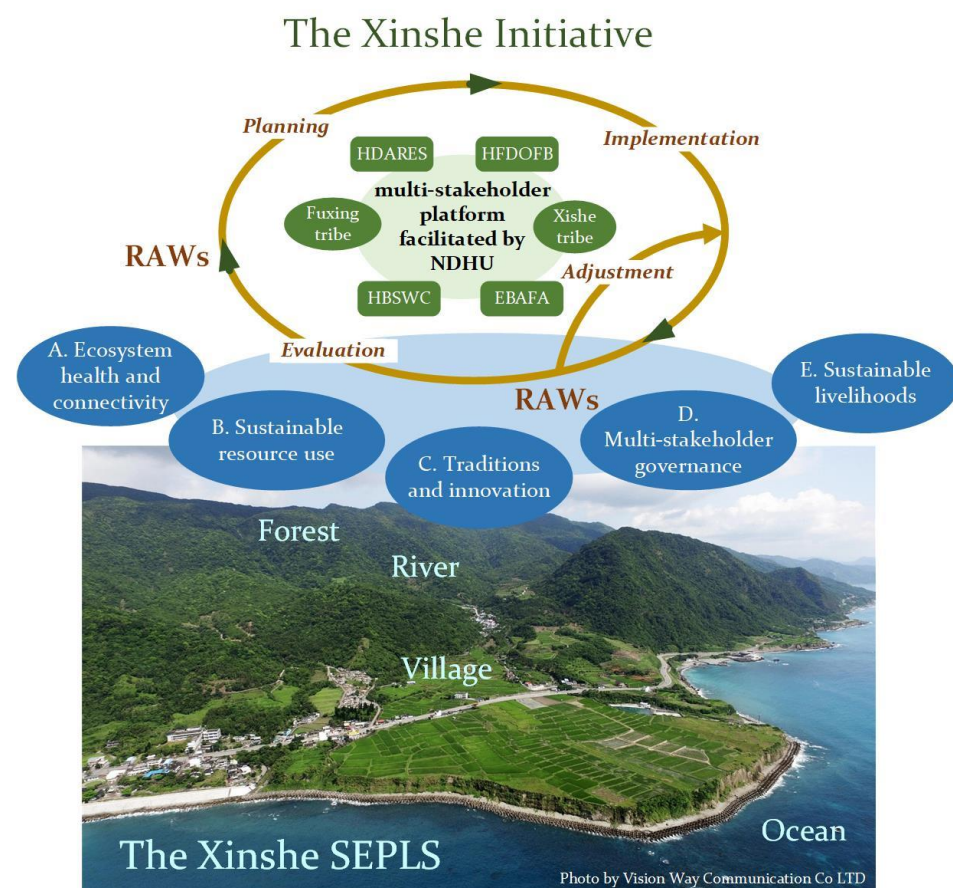 The Xinshe Initiative
Planning
Implementation
HDARES
HFDOFB
multi-stakeholder
platform
facilitated by
NDHU
Fuxing
tribe
Xishe
tribe
RAWs
Adjustment
HBSWC
EBAFA
Evaluation
RAWs
A. Ecosystem
health and
connectivity
B. Sustainable
resource use
C. Traditions
and innovation
D.
Multi-stakeholder
governance
E. Sustainable
livelihoods
Forest
River
Village
Ocean
The Xinshe SEPLS
Photo by Vision Way Communication Co LTD